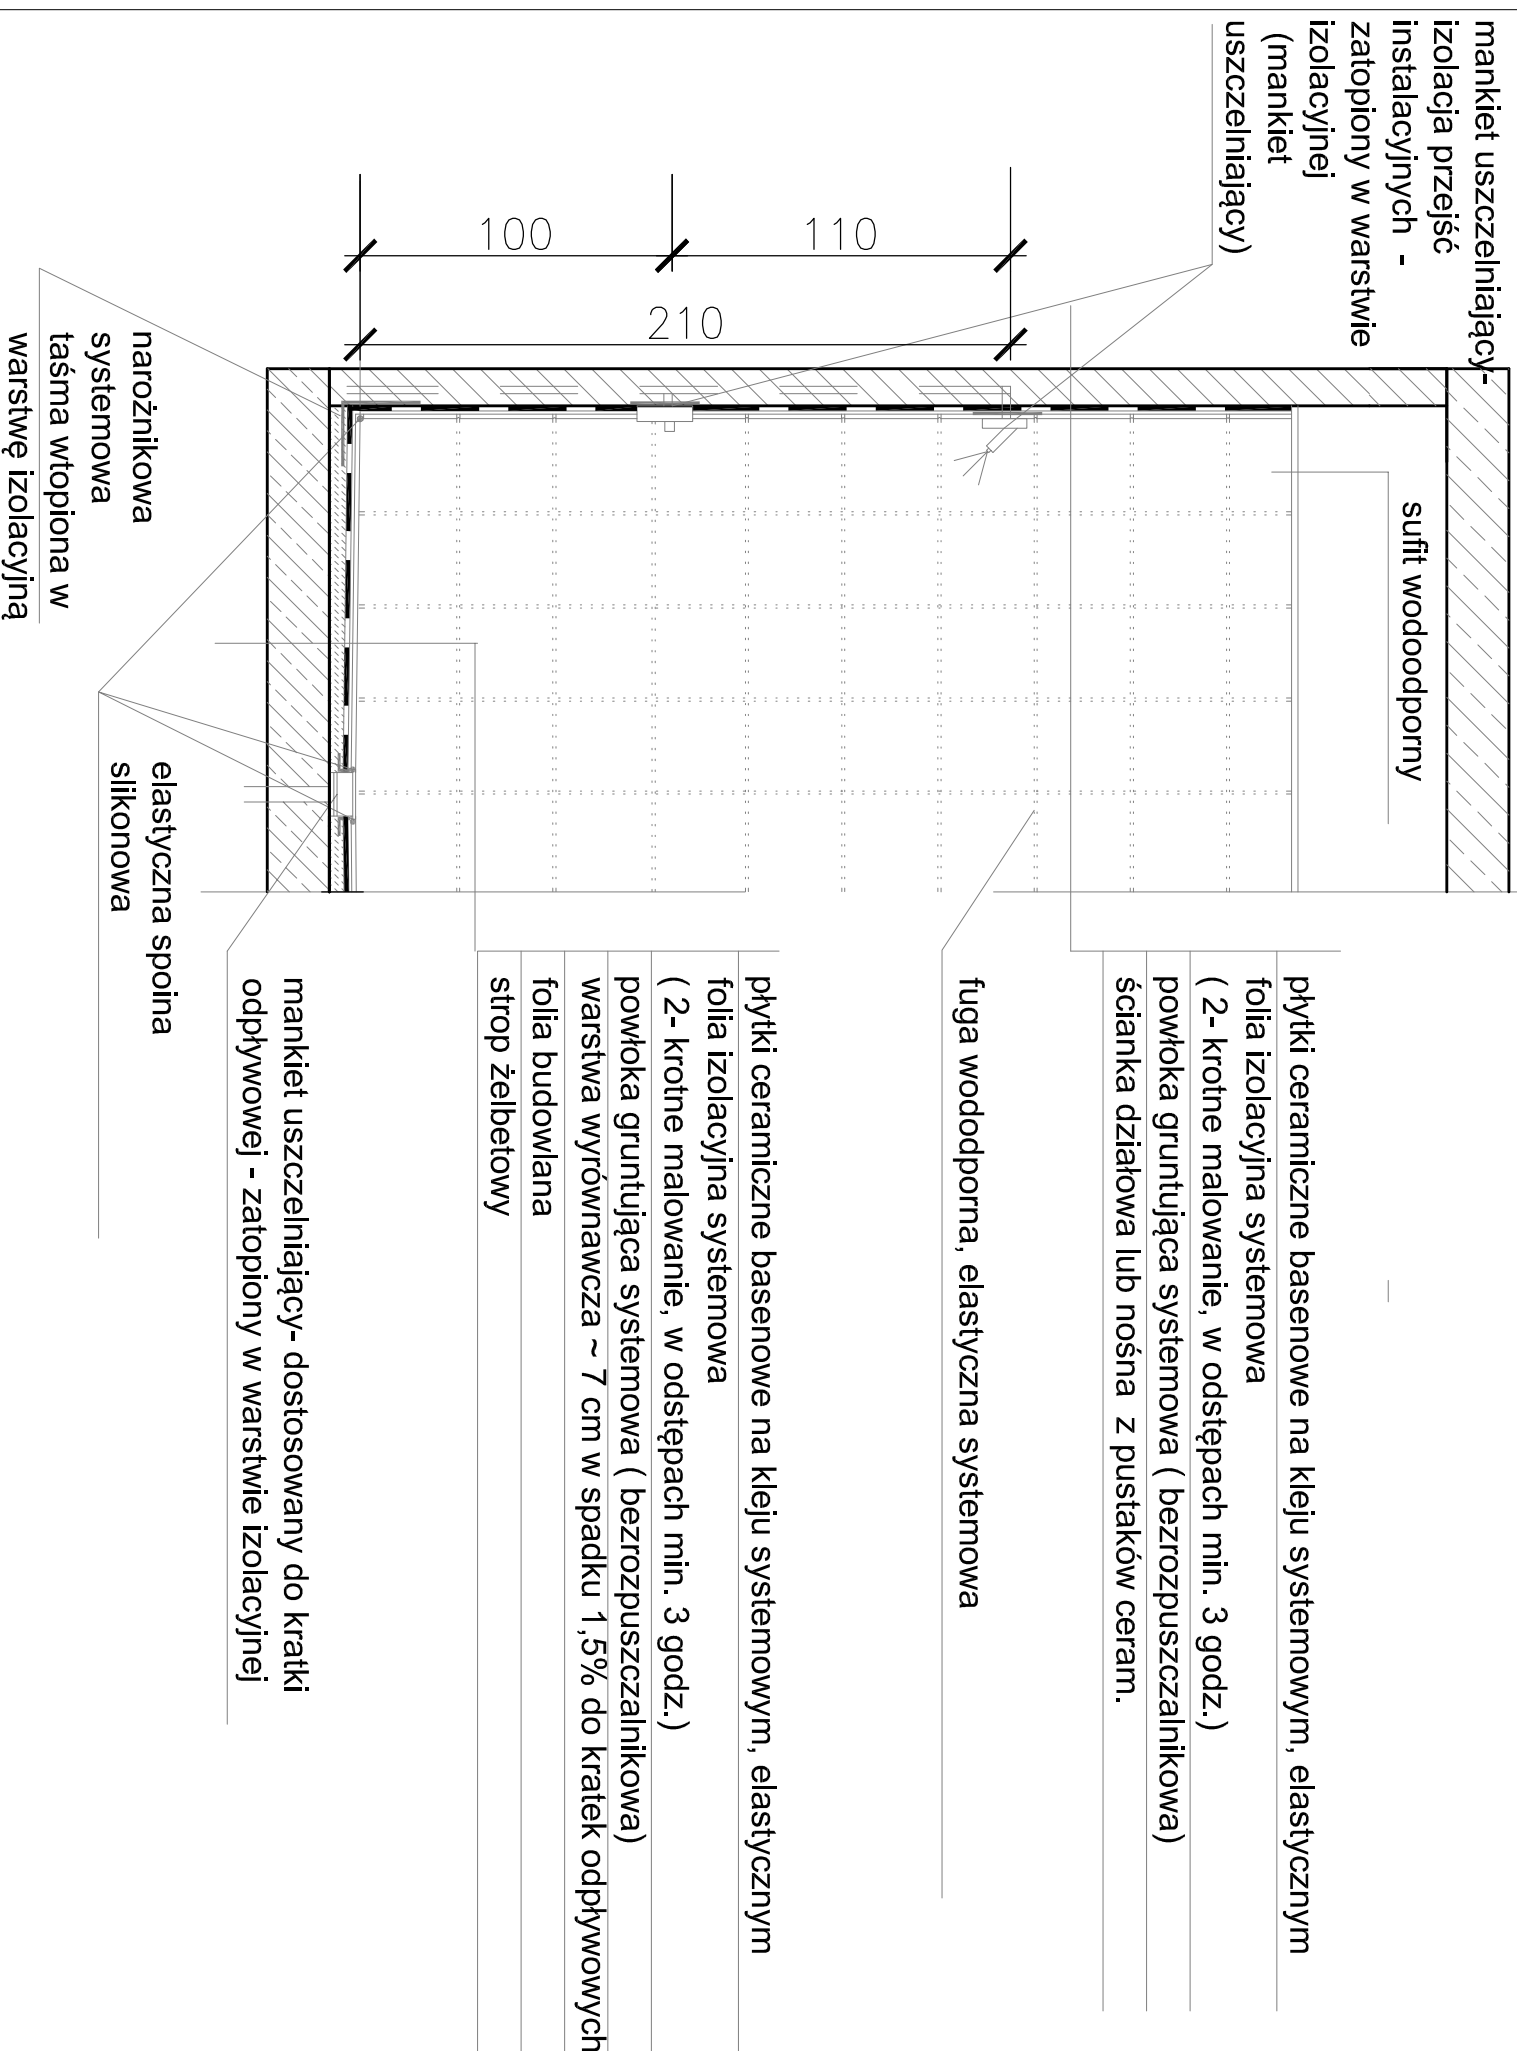 mankiet uszczelniający-
izolacja przejść
instalacyjnych -
zatopiony w warstwie
izolacyjnej
(mankiet
uszczelniający)
sufit wodoodporny
płytki ceramiczne basenowe na kleju systemowym, elastycznym
folia izolacyjna systemowa
( 2- krotne malowanie, w odstępach min. 3 godz.)
powłoka gruntująca systemowa ( bezrozpuszczalnikowa)
ścianka działowa lub nośna z pustaków ceram.
fuga wododporna, elastyczna systemowa
110
100
210
płytki ceramiczne basenowe na kleju systemowym, elastycznym
folia izolacyjna systemowa
( 2- krotne malowanie, w odstępach min. 3 godz.)
powłoka gruntująca systemowa ( bezrozpuszczalnikowa)
warstwa wyrównawcza ~ 7 cm w spadku 1,5% do kratek odpływowych
folia budowlana
strop żelbetowy
mankiet uszczelniający- dostosowany do kratki
odpływowej - zatopiony w warstwie izolacyjnej
elastyczna spoina
slikonowa
narożnikowa
systemowa
taśma wtopiona w
warstwę izolacyjną